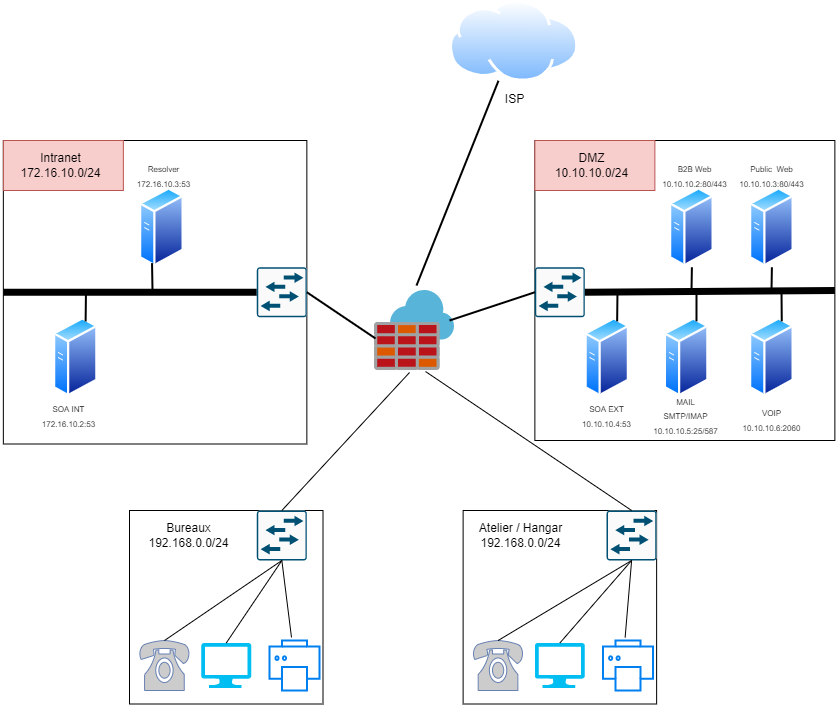 ISP
Intranet
172.16.10.0/24
Resolver
172.16.10.3:53
SOA INT
172.16.10.2:53
DMZ
10.10.10.0/24
B2B Web
10.10.10.2:80/443
Public Web
10.10.10.3:80/443
SOA EXT
10.10.10.4:53
MAIL
SMTP/IMAP
10.10.10.5:25/587
VOIP
10.10.10.6:2060
Bureaux
192.168.0.0/24
Atelier / Hangar
192.168.0.0/24